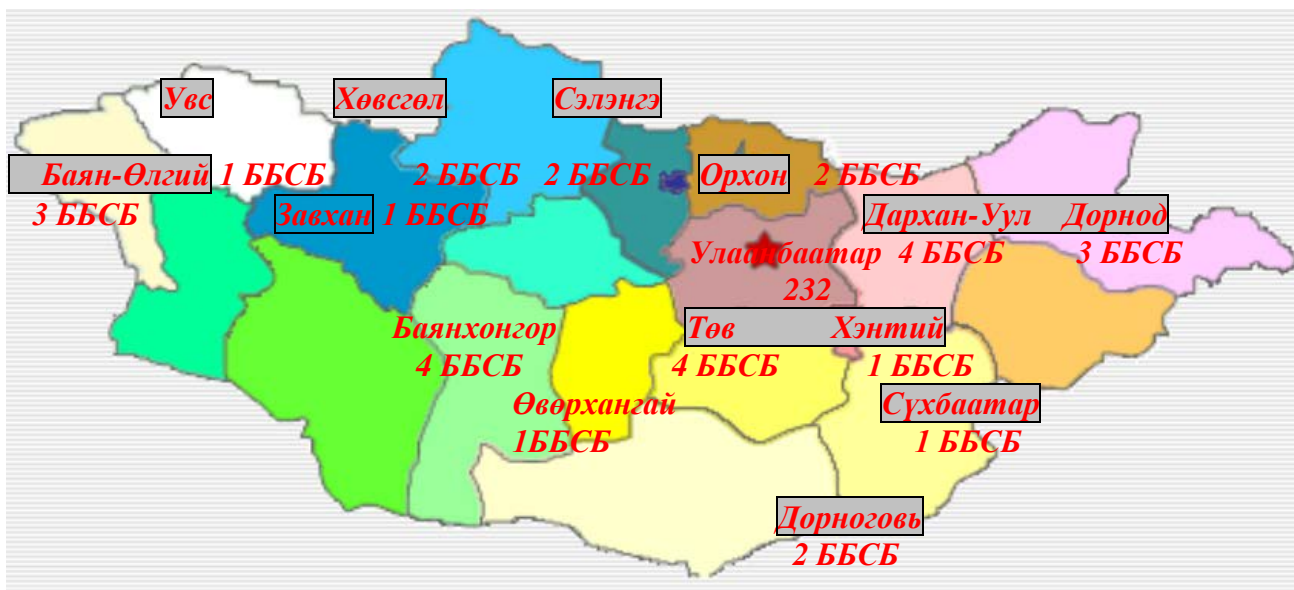 Увс Хөвсгөл Сэлэнгэ
Баян-Өлгий 1 ББСБ 2 ББСБ 2 ББСБ Орхон 2 ББСБ
3 ББСБ Завхан 1 ББСБ Дархан-Уул Дорнод
Улаанбаатар 4 ББСБ 3 ББСБ
232
Баянхонгор Төв Хэнтий
4 ББСБ 4 ББСБ 1 ББСБ
Өвөрхангай Сүхбаатар
1ББСБ 1 ББСБ
Дорноговь
2 ББСБ